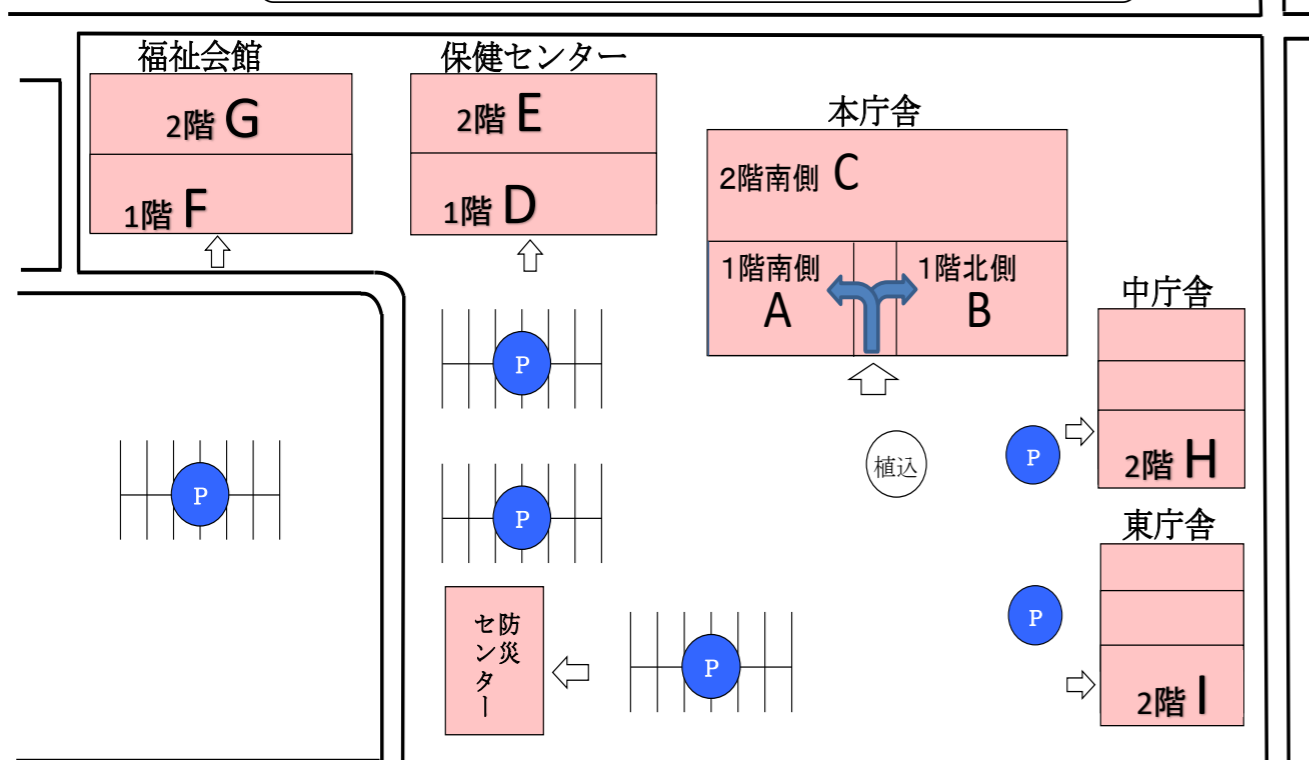 福祉会館
2階 G
1階 F
保健センター
2階 E
1階 D
本庁舎
2階南側 C
1階南側
A
1階北側
B
中庁舎
2階 H
東庁舎
2階 I
植込
P
P
P
P
P
P
防災
センター